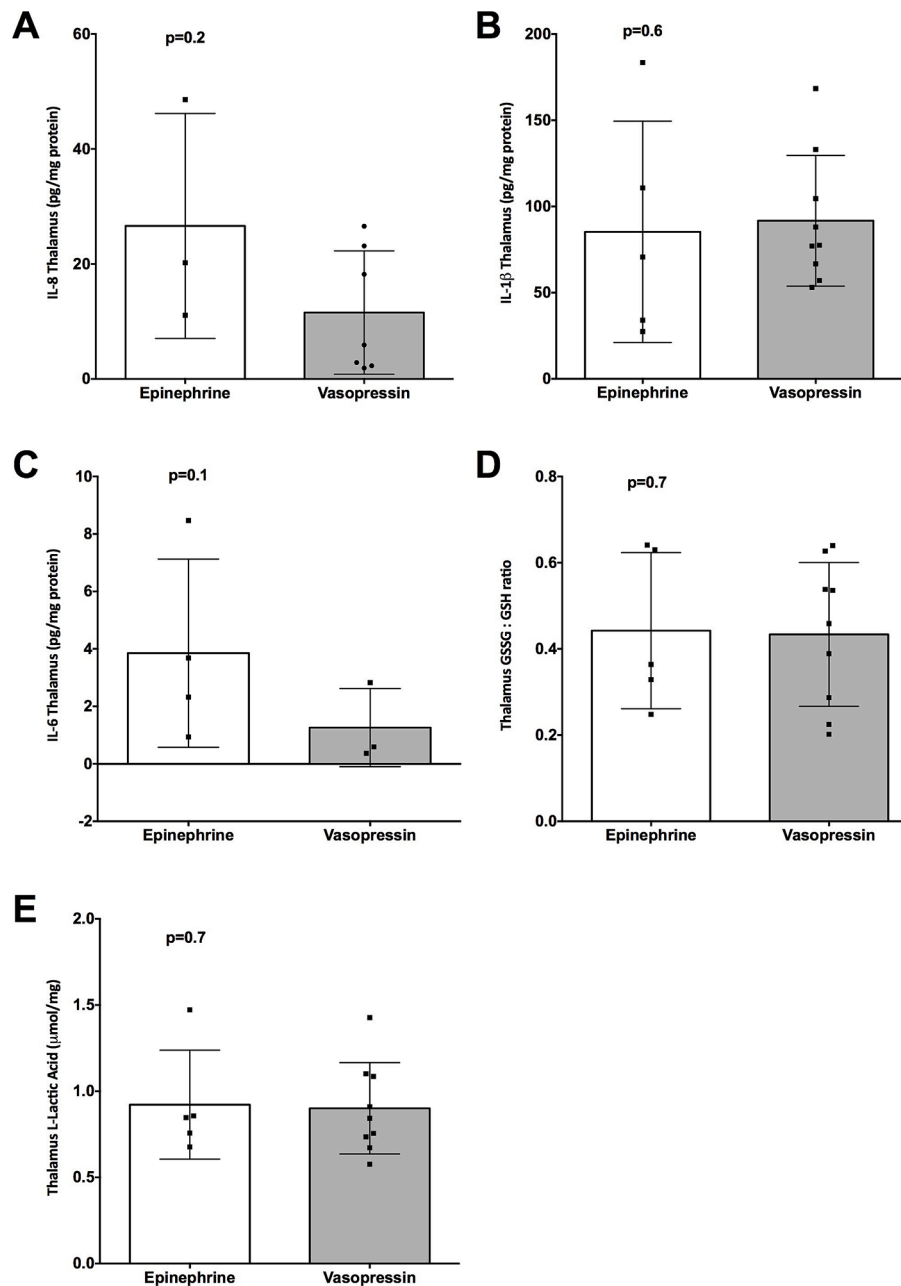 A
p=0.2
IL-8 Thalamus (pg/mg protein)
60
40
20
0
Epinephrine
Vasopressin
B
p=0.6
IL-1β Thalamus (pg/mg protein)
200
150
100
50
0
Epinephrine
Vasopressin
C
p=0.1
IL-6 Thalamus (pg/mg protein)
10
8
6
4
2
0
-2
Epinephrine
Vasopressin
D
p=0.7
Thalamus GSSG : GSH ratio
0.8
0.6
0.4
0.2
0.0
Epinephrine
Vasopressin
E
p=0.7
Thalamus L-Lactic Acid (μmol/mg)
2.0
1.5
1.0
0.5
0.0
Epinephrine
Vasopressin